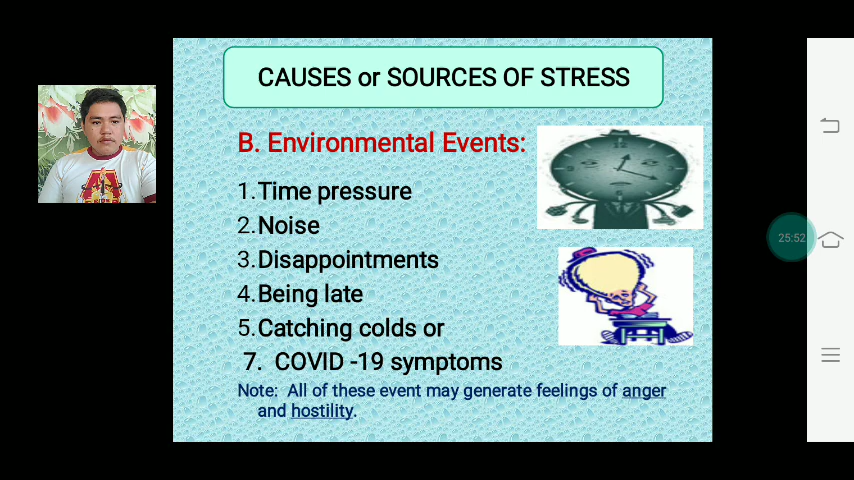 CAUSES or SOURCES OF STRESS
B. Environmental Events:
1.Time pressure
2.Noise
3.Disappointments
4.Being late
5.Catching colds or
7. COVID -19 symptoms
Note: All of these event may generate feelings of anger
and hostility.
25:52
12